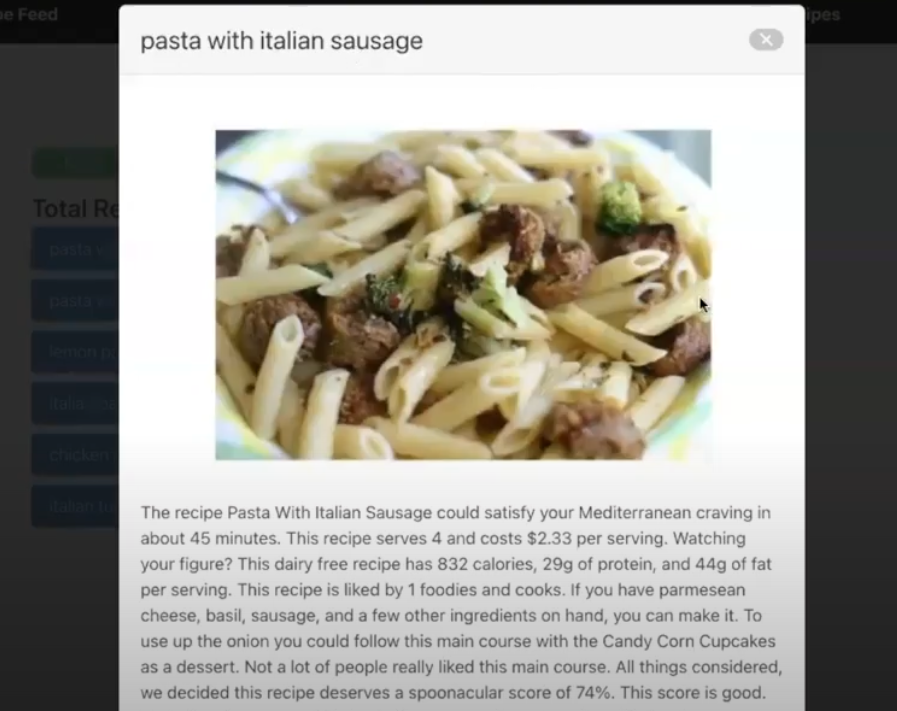 Feed
ipes
pasta with italian sausage
Total Re
pasta
pasta
lemon p
chicken
italian
The recipe Pasta With Italian Sausage could satisfy your Mediterranean craving in
about 45 minutes. This recipe serves 4 and costs $2.33 per serving. Watching
your figure? This dairy free recipe has 832 calories, 29g of protein, and 44g of fat
per serving. This recipe is liked by 1 foodies and cooks. If you have parmesean
cheese, basil, sausage, and a few other ingredients on hand, you can make it. To
use up the onion you could follow this main course with the Candy Corn Cupcakes
as a dessert. Not a lot of people really liked this main course. All things considered,
we decided this recipe deserves a spoonacular score of 74%. This score is good.